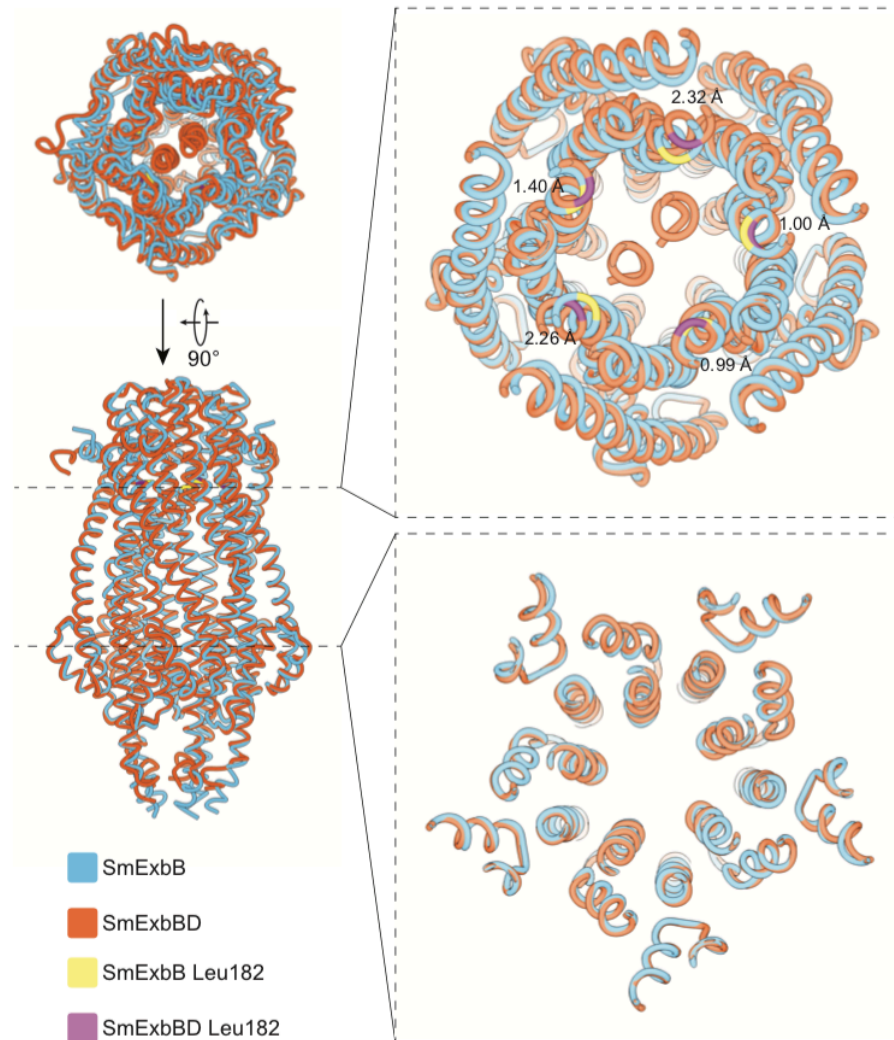 2.32 Å
1.40 Å
1.00 Å
2.26 Å
0.99 Å
90°
SmExbB
SmExbBD
SmExbB Leu182
SmExbBD Leu182